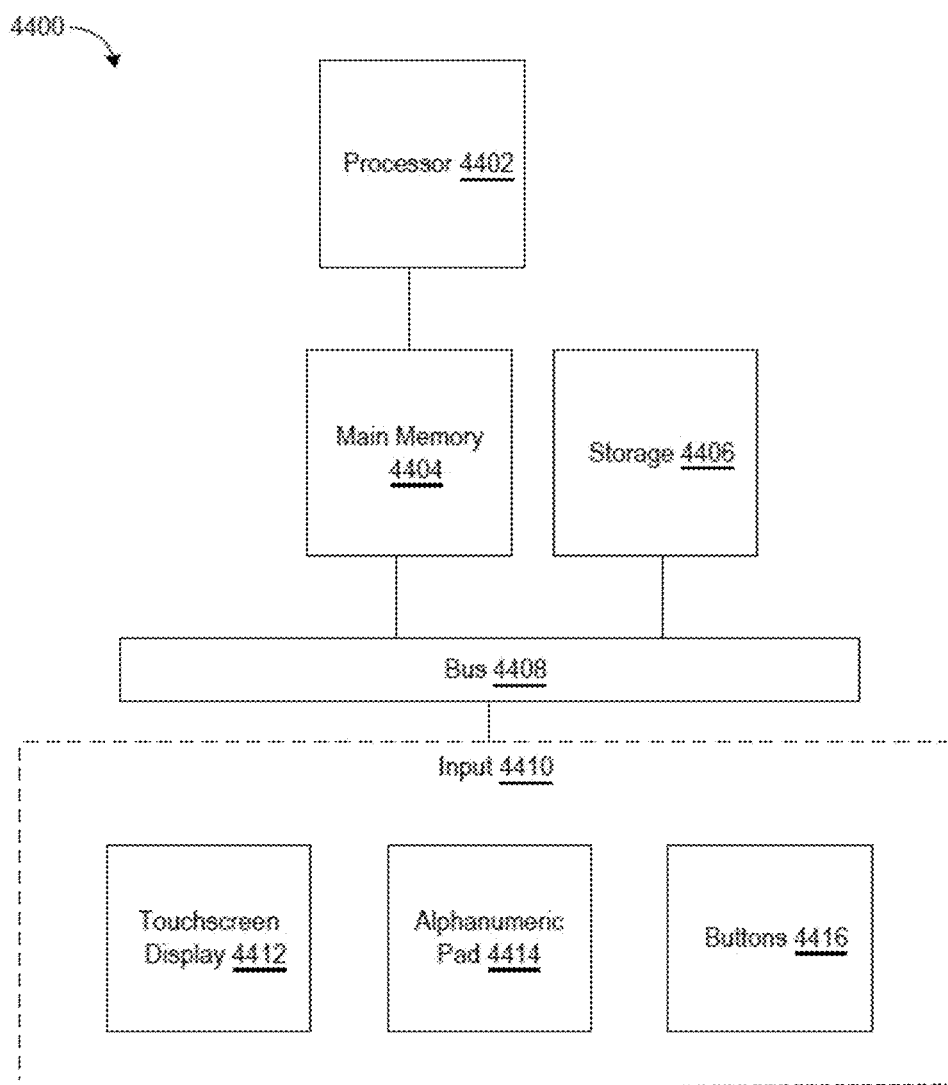 4400
Processor 4402
Main Memory
4404
Storage 4406
Bus 4408
Input 4410
Touchscreen
Display 4412
Alphanumeric
Pad 4414
Buttons 4416